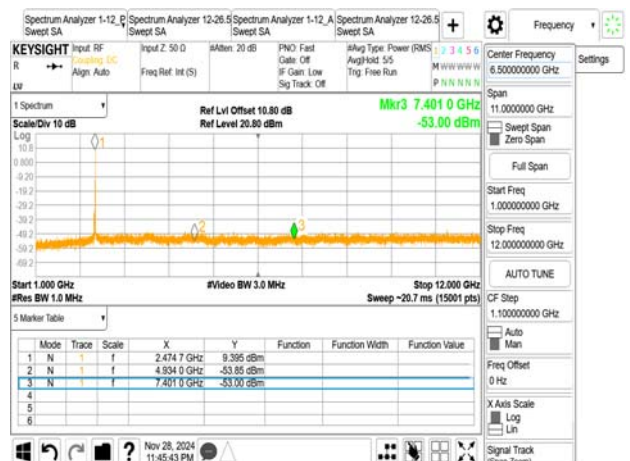 Spectrum Analyzer 1-12_P
Swept SA
Spectrum Analyzer 12-26.5
Swept SA
Spectrum Analyzer 1-12_A
Swept SA
Spectrum Analyzer 12-26.5
Swept SA
+
Frequency
KEYSIGHT
R
Input: RF
Coupling: DC
Align: Auto
Input Z: 50 Ω
Freq Ref: Int (S)
#Atten: 20 dB
PNO: Fast
Gate: Off
IF Gain: Low
Sig Track: Off
#Avg Type: Power (RMS
Avg|Hold: 5/5
Trig: Free Run
1 2 3 4 5 6
M W W W W W
P N N N N N
1 Spectrum
Scale/Div 10 dB
Ref Lvl Offset 10.80 dB
Ref Level 20.80 dBm
Mkr3 7.401 0 GHz
-53.00 dBm
Log
10.8
0.800
-9.20
-19.2
-29.2
-39.2
-49.2
-59.2
-69.2
1
2
3
Start 1.000 GHz
#Res BW 1.0 MHz
#Video BW 3.0 MHz
Stop 12.000 GHz
Sweep ~20.7 ms (15001 pts)
5 Marker Table
Mode Trace Scale X Y Function Function Width Function Value
1 N 1 f 2.474 7 GHz 9.395 dBm
2 N 1 f 4.934 0 GHz -53.85 dBm
3 N 1 f 7.401 0 GHz -53.00 dBm
4
5
6
?
Nov 28, 2024
11:45:43 PM
Center Frequency
6.500000000 GHz
Settings
Span
11.0000000 GHz
Swept Span
Zero Span
Full Span
Start Freq
1.000000000 GHz
Stop Freq
12.000000000 GHz
AUTO TUNE
CF Step
1.100000000 GHz
Auto
Man
Freq Offset
0 Hz
X Axis Scale
Log
Lin
Signal Track